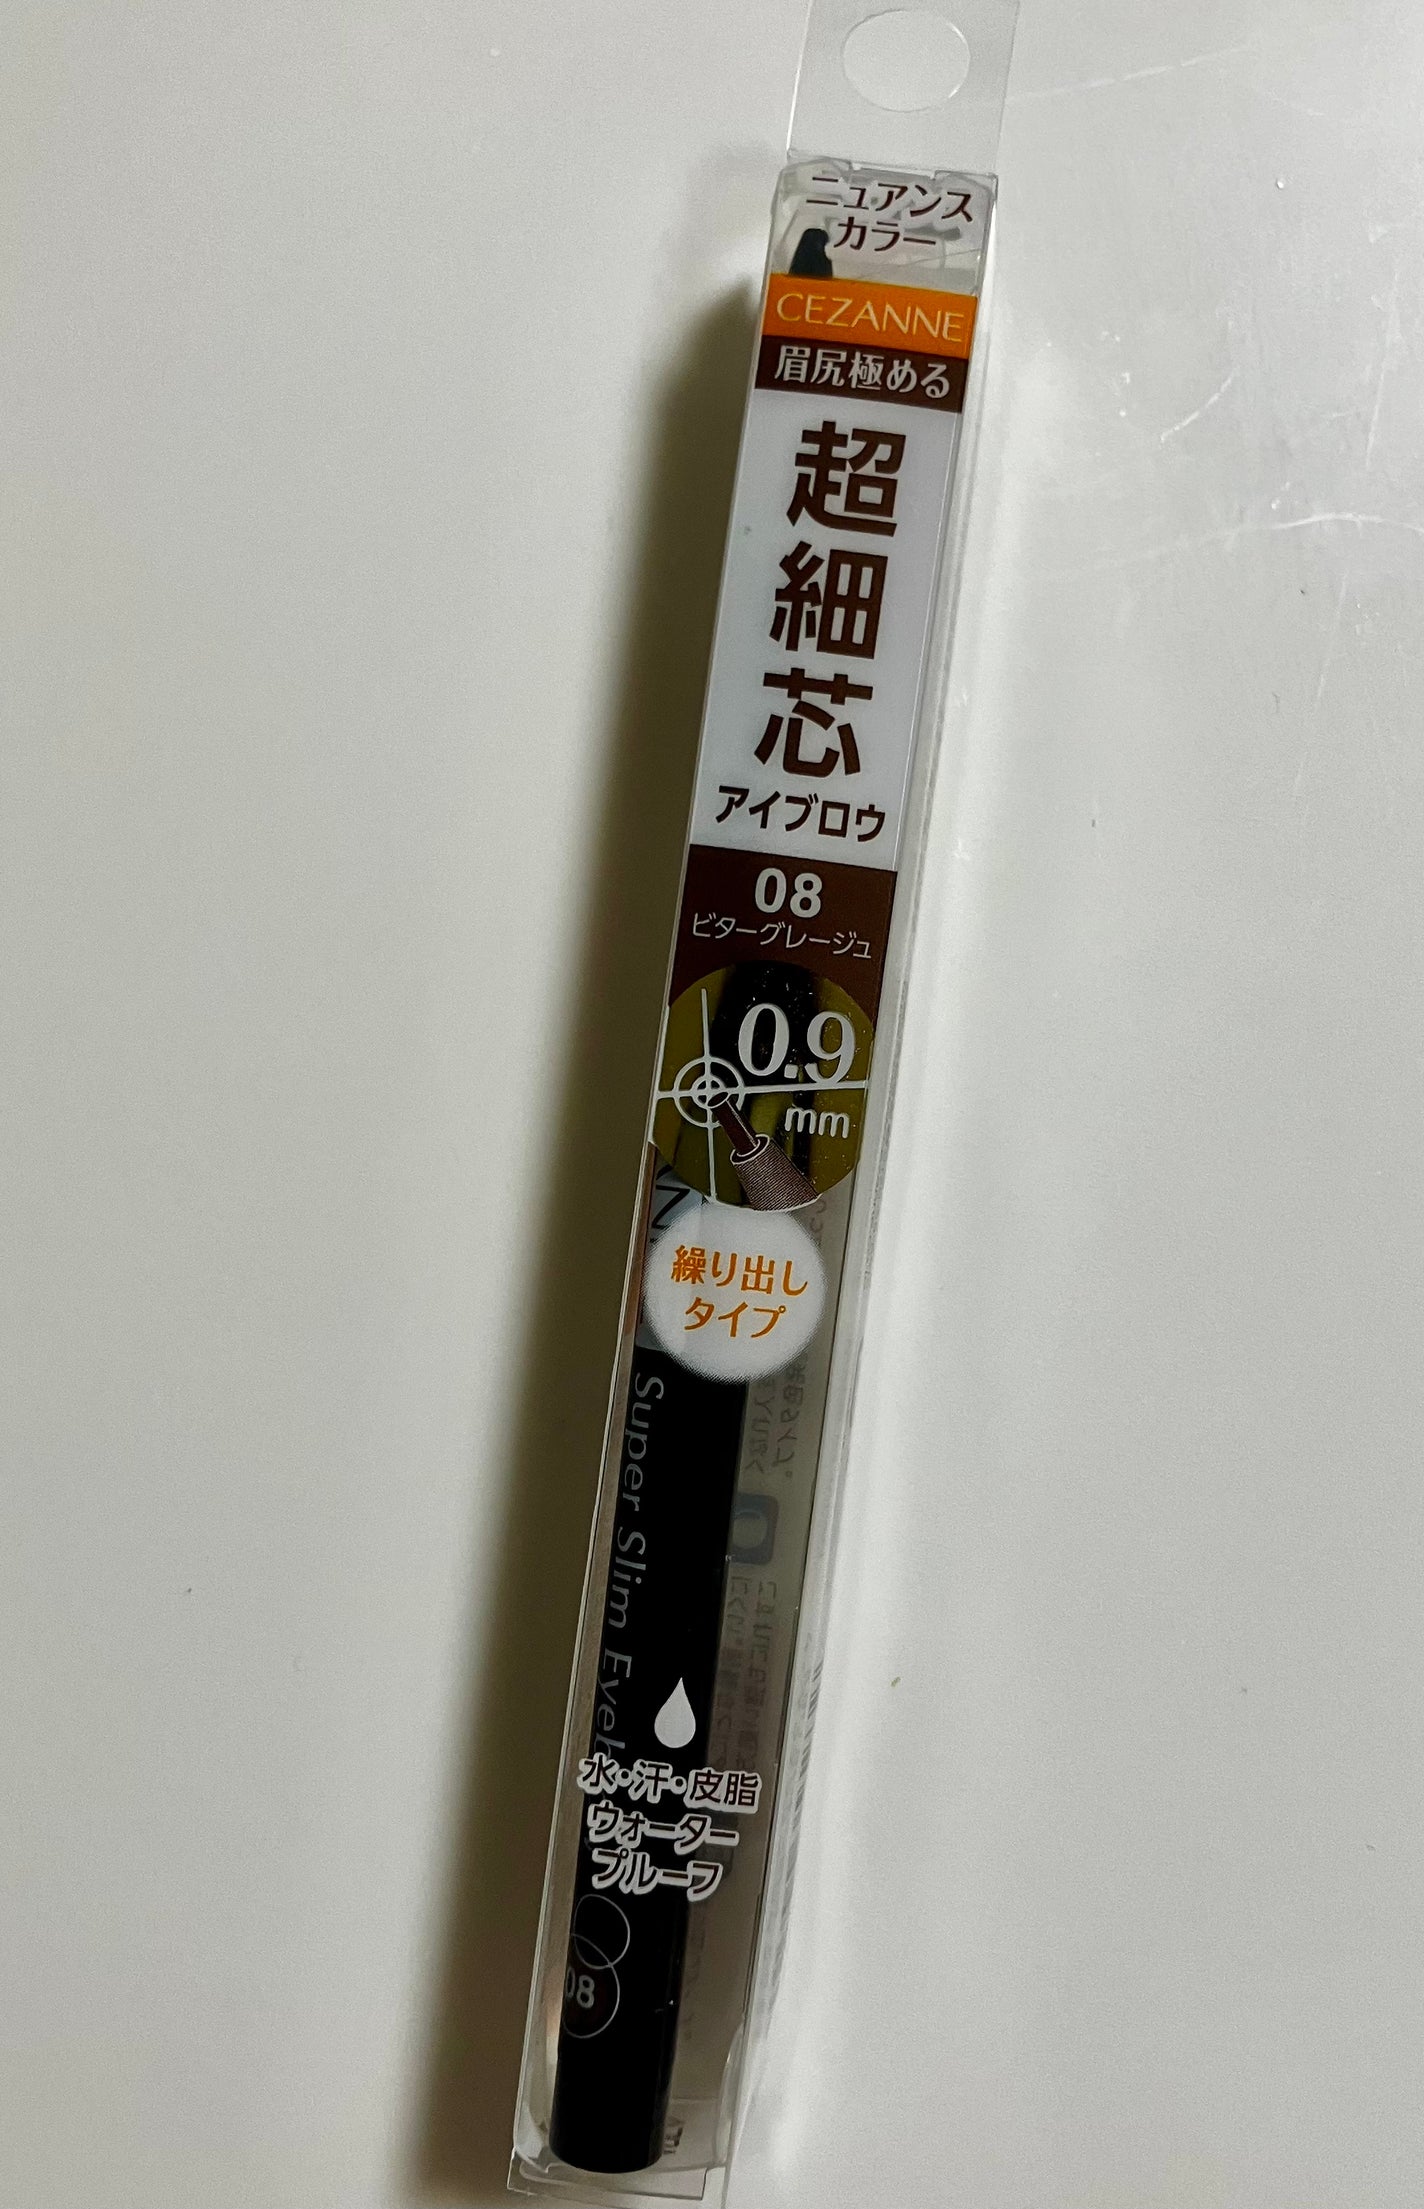 ニュアンス
カラー
CEZANNE
眉尻極める
超細芯
アイブロウ
08
ビターグレージュ
0.9
mm
繰り出し
タイプ
Super Slim Eyeb
水・汗・皮脂
ウォーター
プルーフ
08